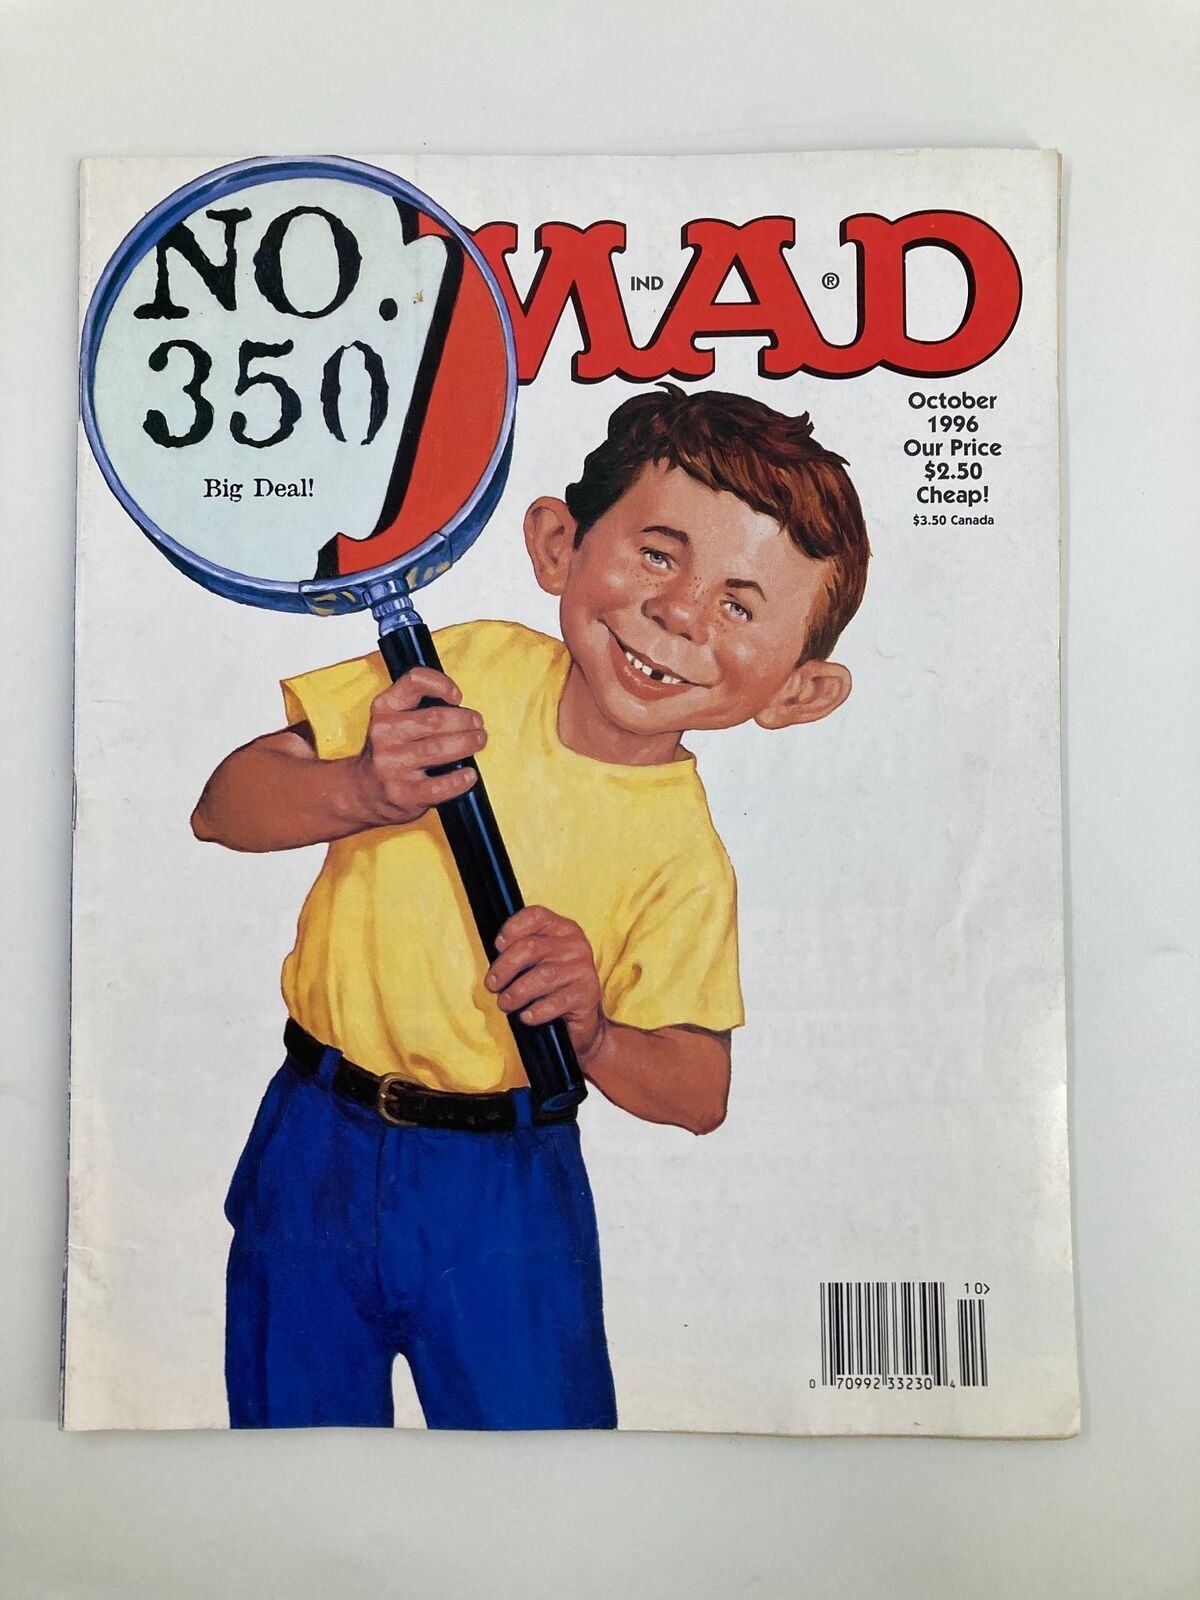 NO.
350
Big Deal!
MAD
IND
®
October
1996
Our Price
$2.50
Cheap!
$3.50 Canada
10>
0 70992 33230 4